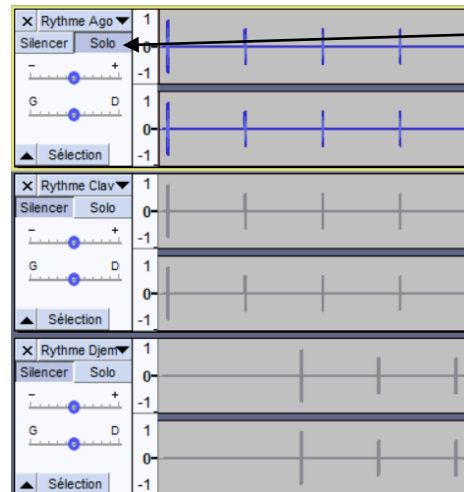 × Rythme Ago▼ 1
Silencer Solo 0-
- + -1
G D 1
0-
▲ Sélection -1
× Rythme Clav▼ 1
Silencer Solo 0-
- + -1
G D 1
0-
▲ Sélection -1
× Rythme Djem▼ 1
Silencer Solo 0-
- + -1
G D 1
0-
▲ Sélection -1